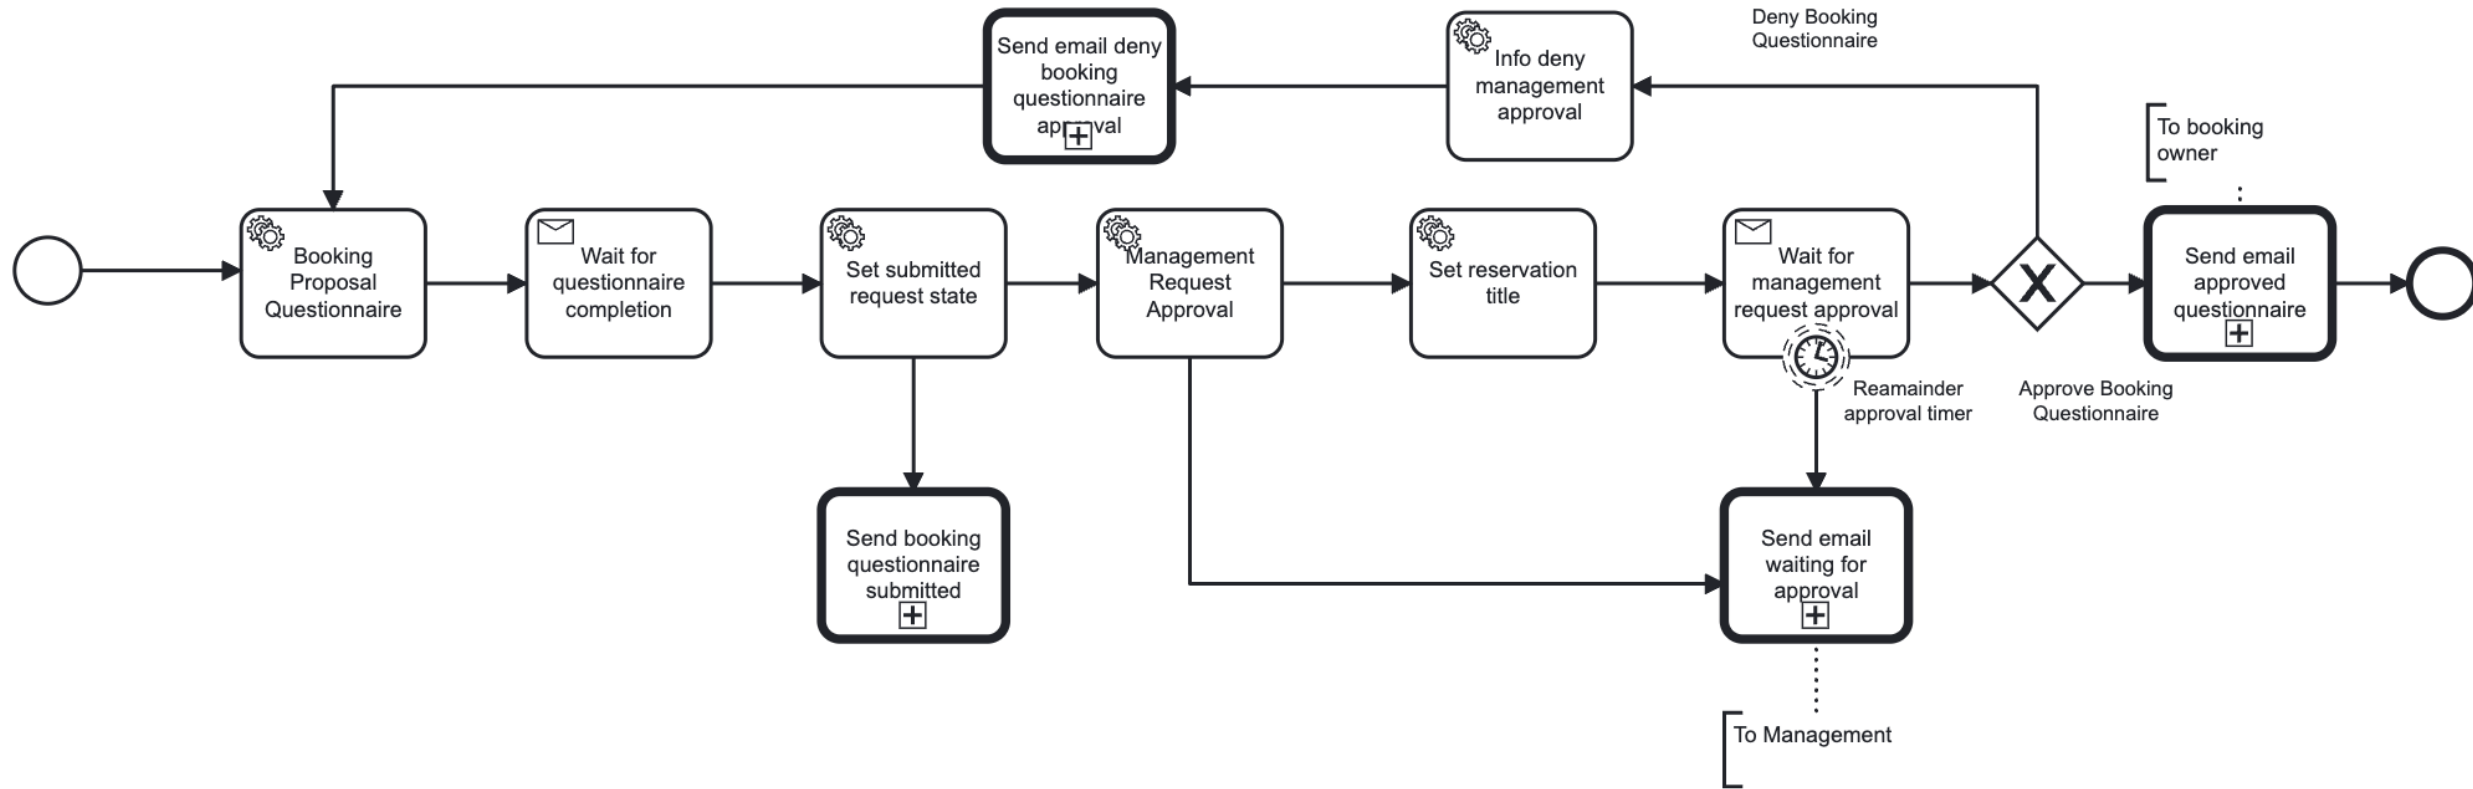 Send email deny
booking
questionnaire
approval
Info deny
management
approval
Deny Booking
Questionnaire
To booking
owner
Booking
Proposal
Questionnaire
Wait for
questionnaire
completion
Set submitted
request state
Management
Request
Approval
Set reservation
title
Wait for
management
request approval
X
Send email
approved
questionnaire
Reamainder
approval timer
Approve Booking
Questionnaire
Send booking
questionnaire
submitted
Send email
waiting for
approval
To Management